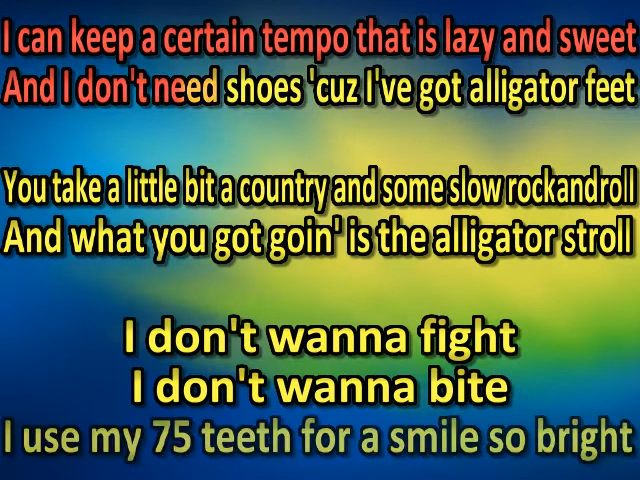 I can keep a certain tempo that is lazy and sweet
And I don't need shoes 'cuz I've got alligator feet
You take a little bit a country and some slow rockandroll
And what you got goin' is the alligator stroll
I don't wanna fight
I don't wanna bite
I use my 75 teeth for a smile so bright